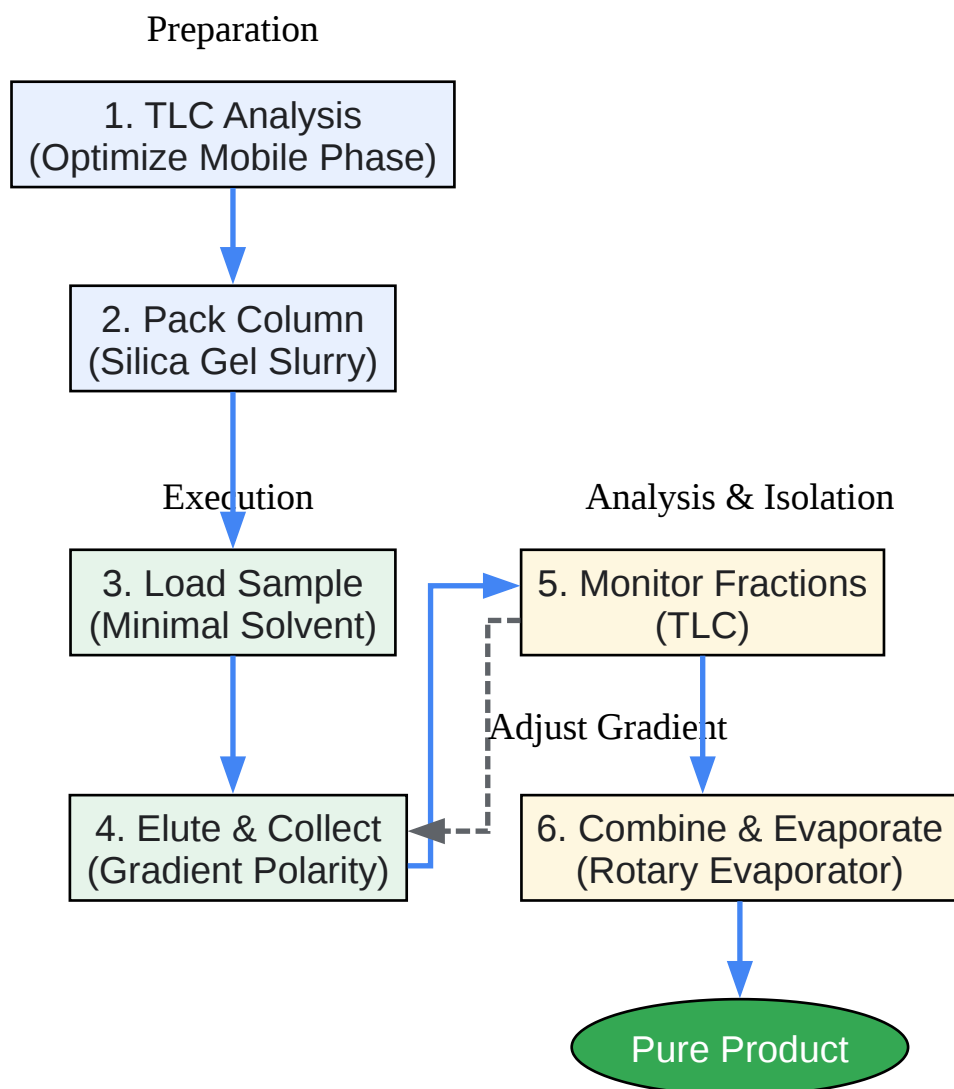 Preparation
1. TLC Analysis
(Optimize Mobile Phase)
2. Pack Column
(Silica Gel Slurry)
Execution
3. Load Sample
(Minimal Solvent)
4. Elute & Collect
(Gradient Polarity)
Analysis & Isolation
5. Monitor Fractions
(TLC)
Adjust Gradient
6. Combine & Evaporate
(Rotary Evaporator)
Pure Product